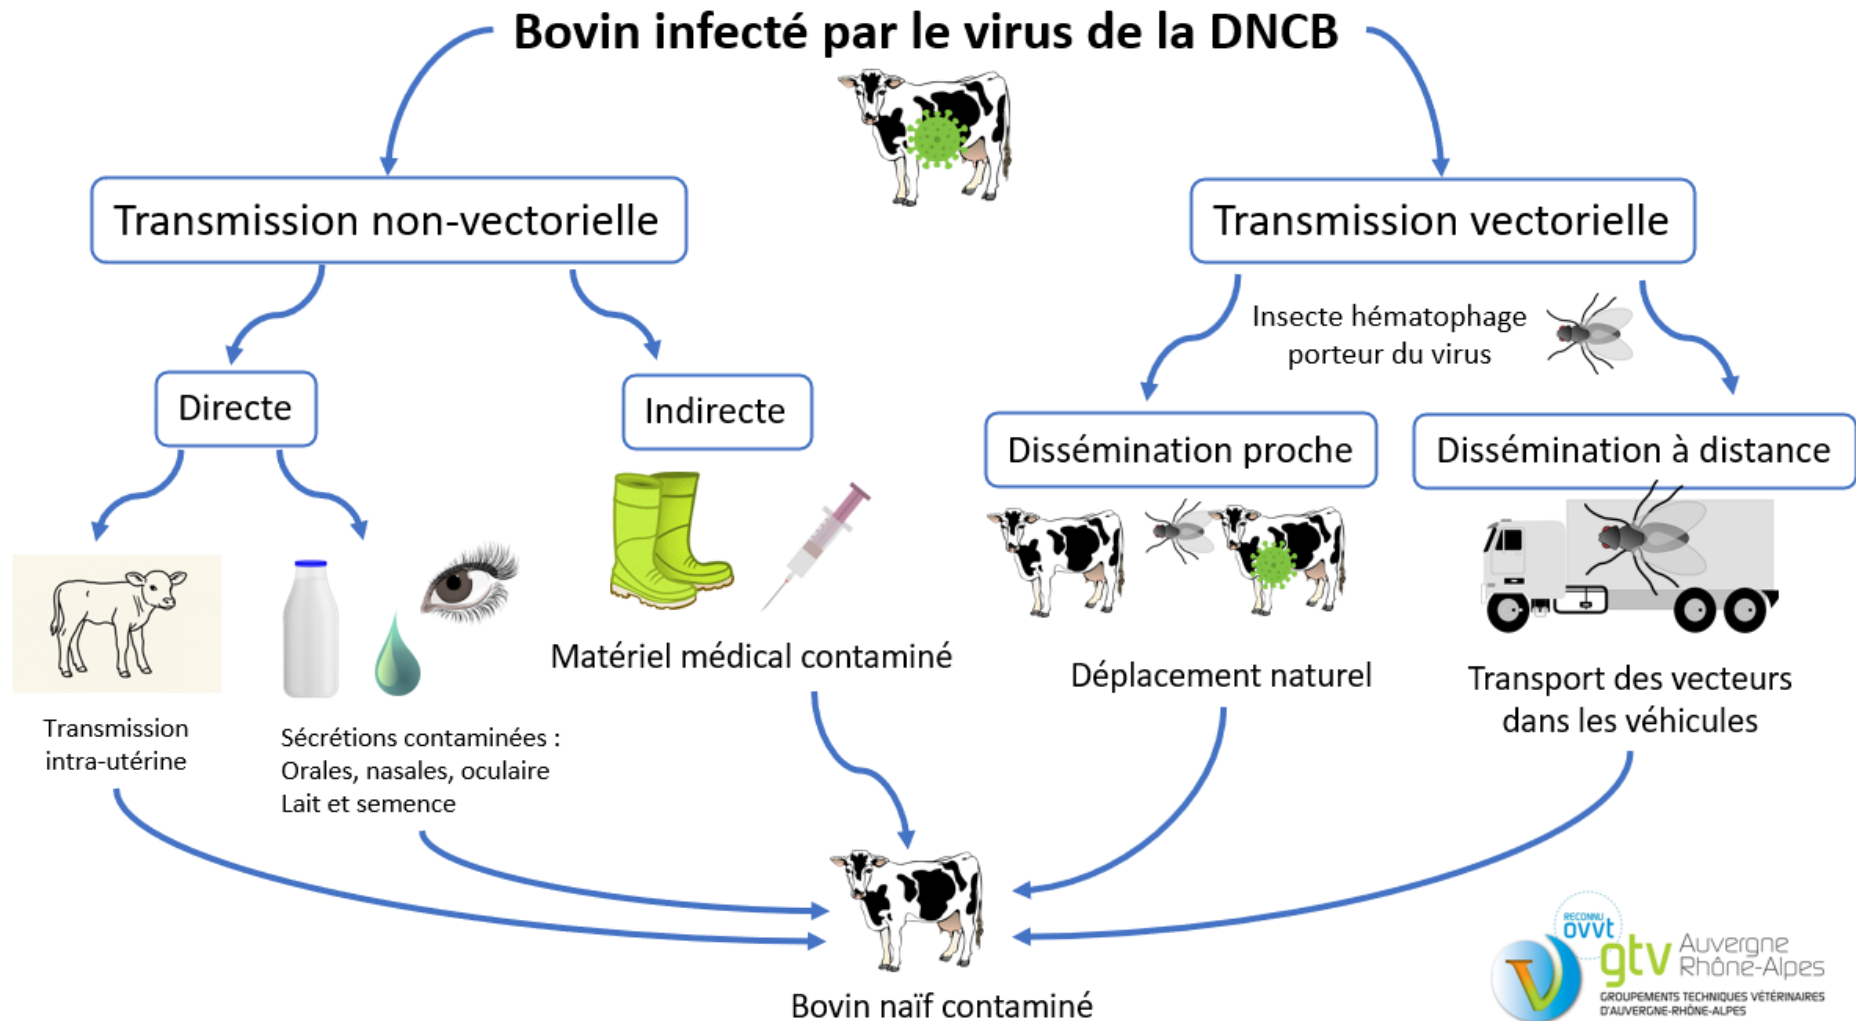 Bovin infecté par le virus de la DNCB
Transmission non-vectorielle
Transmission vectorielle
Insecte hématophage
porteur du virus
Directe
Indirecte
Dissémination proche
Dissémination à distance
Matériel médical contaminé
Déplacement naturel
Transport des vecteurs
dans les véhicules
Transmission
intra-utérine
Sécrétions contaminées :
Orales, nasales, oculaire
Lait et semence
Bovin naïf contaminé
RECONNU
ovvt
gtv Auvergne
Rhône-Alpes
GROUPEMENTS TECHNIQUES VÉTÉRINAIRES
D'AUVERGNE-RHÔNE-ALPES